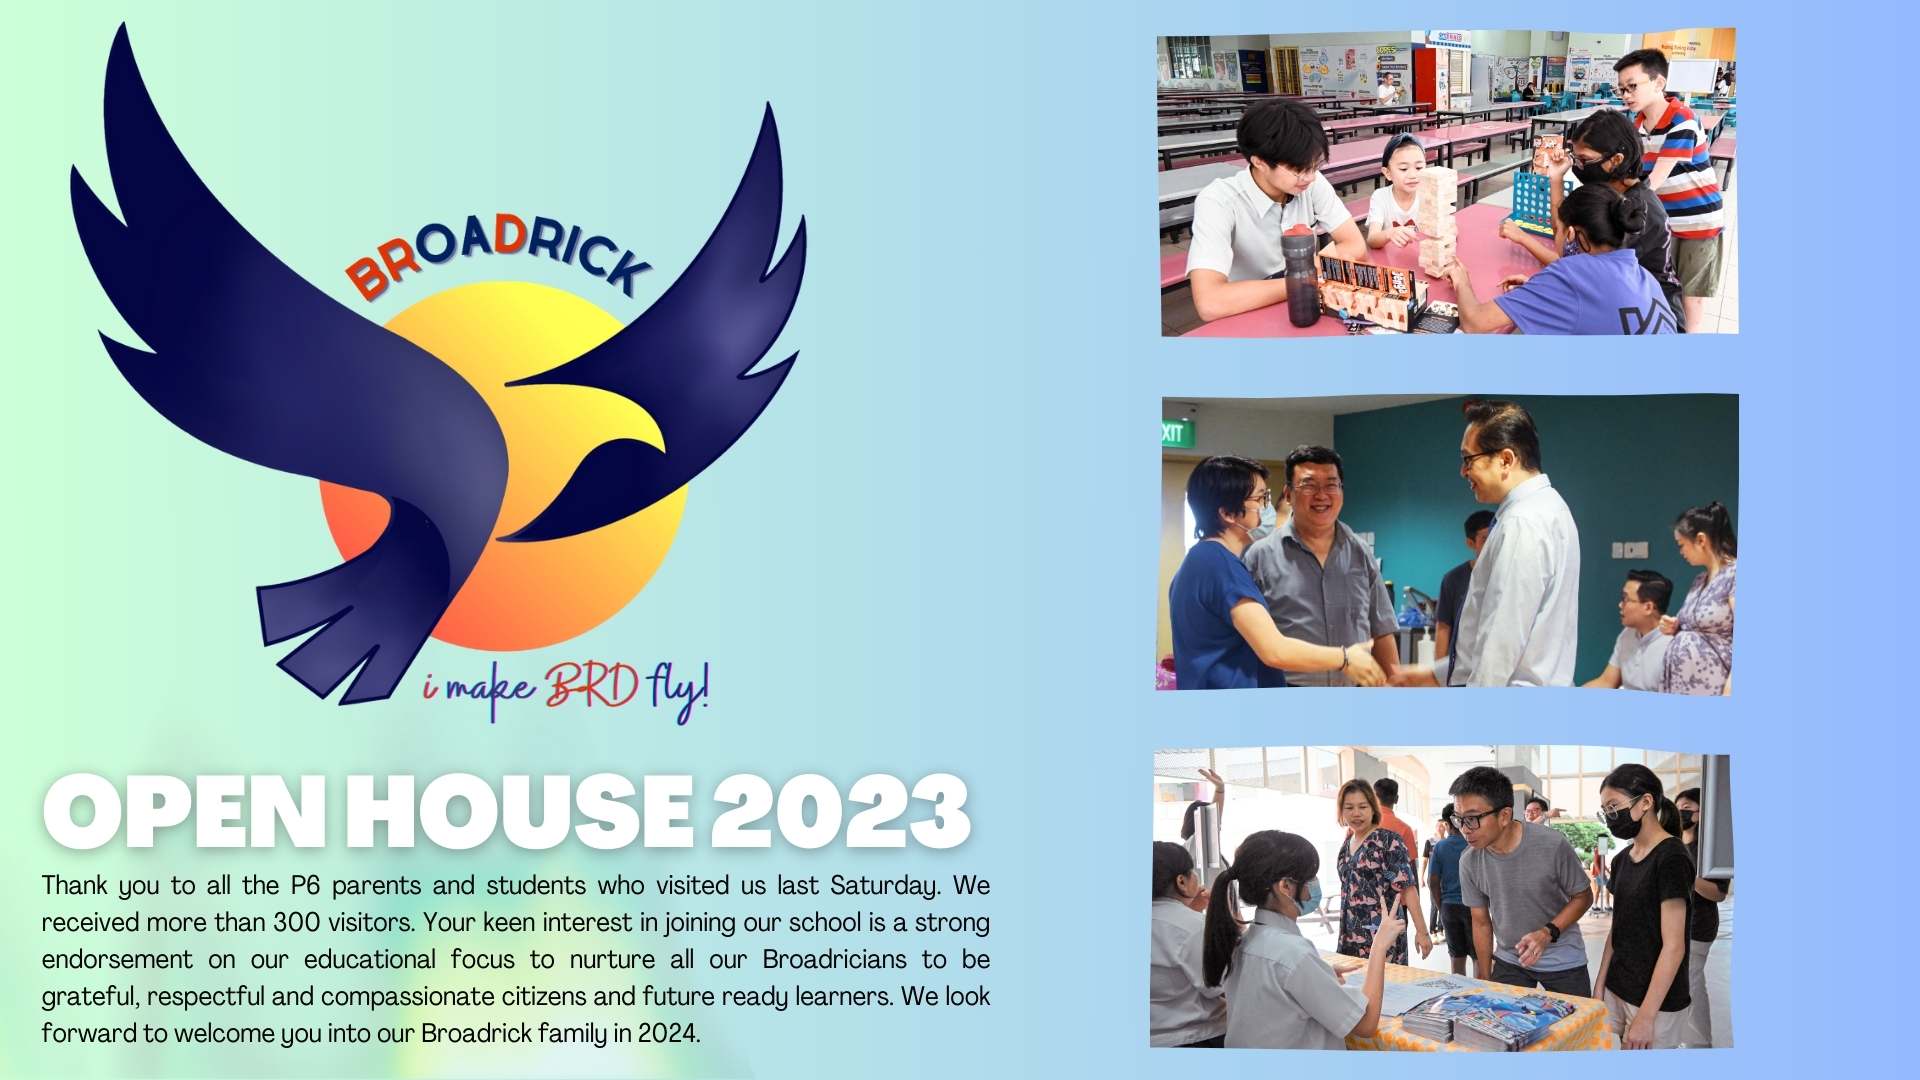 BROADRICK
i make BRD fly!
OPEN HOUSE 2023
Thank you to all the P6 parents and students who visited us last Saturday. We
received more than 300 visitors. Your keen interest in joining our school is a strong
endorsement on our educational focus to nurture all our Broadricians to be
grateful, respectful and compassionate citizens and future ready learners. We look
forward to welcome you into our Broadrick family in 2024.
XIT